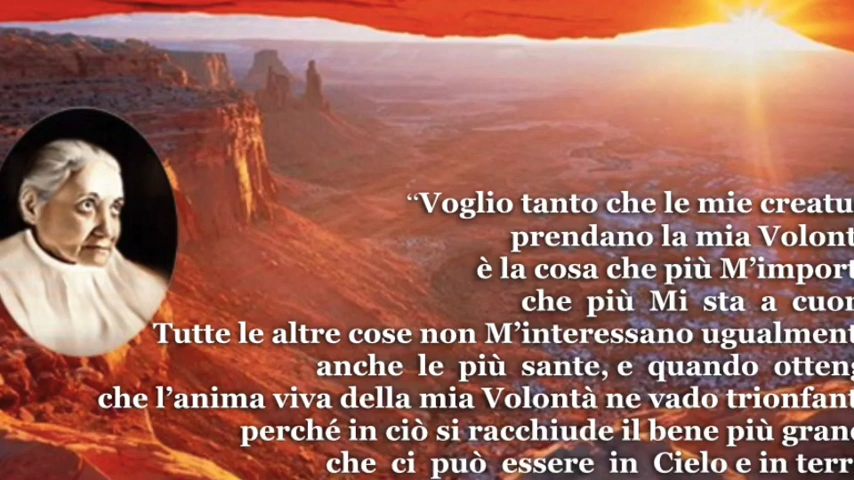 “Voglio tanto che le mie creatu
prendano la mia Volont
è la cosa che più M’import
che più Mi sta a cuor
Tutte le altre cose non M’interessano ugualment
anche le più sante, e quando otteng
che l’anima viva della mia Volontà ne vado trionfant
perché in ciò si racchiude il bene più grand
che ci può essere in Cielo e in terr